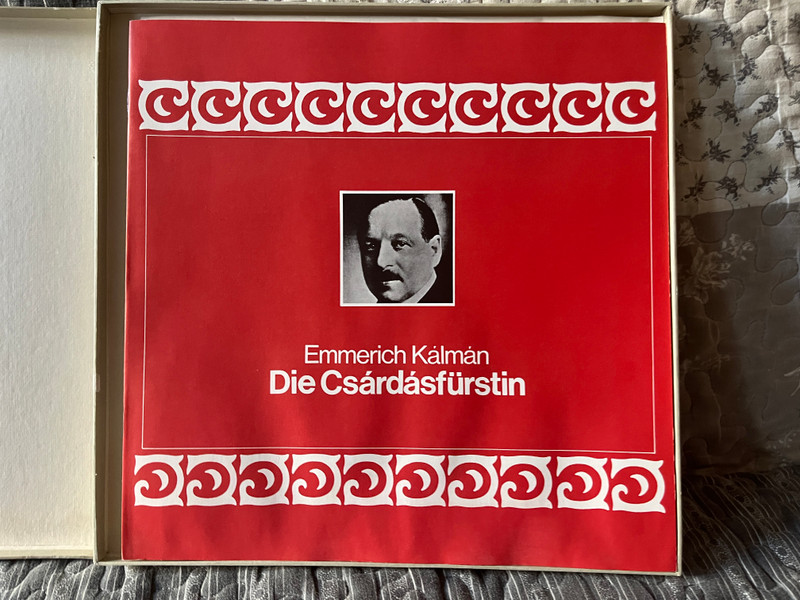 Emmerich Kálmán
Die Csárdásfürstin